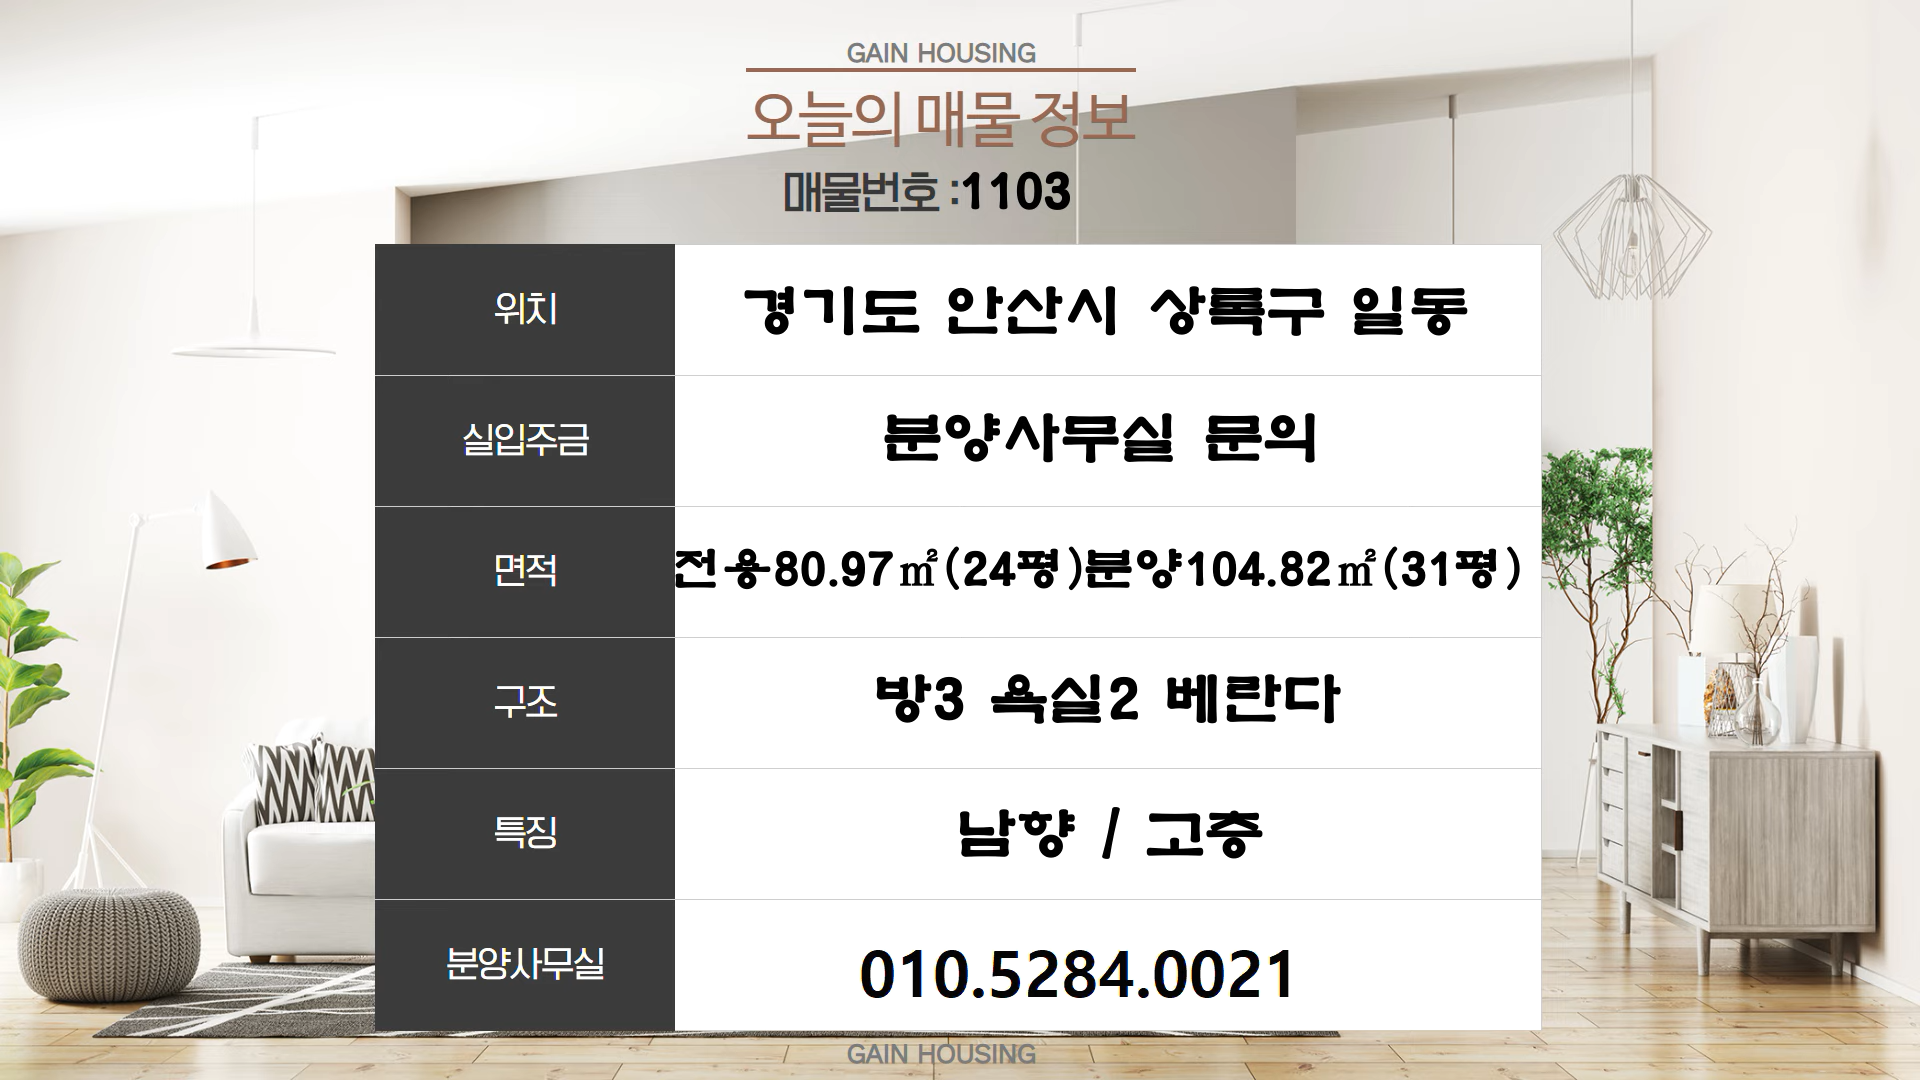 GAIN HOUSING
오늘의 매물 정보
매물번호 :1103
위치
경기도 안산시 상록구 일동
실입주금
분양사무실 문의
면적
전용80.97㎡(24평)분양104.82㎡(31평)
구조
방3 욕실2 베란다
특징
남향 / 고층
분양사무실
010.5284.0021
GAIN HOUSING